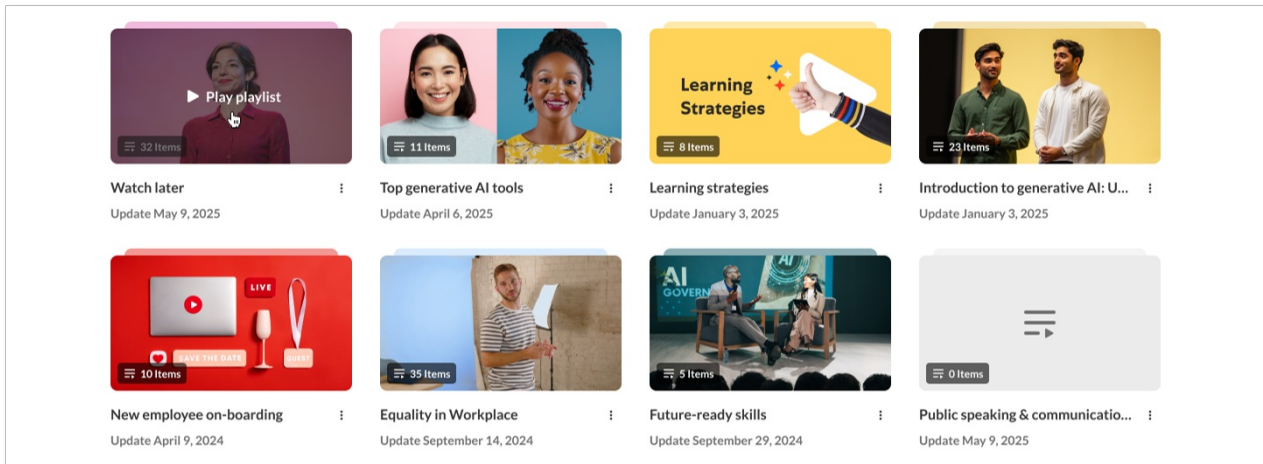 Play playlist
32 Items
Watch later
Update May 9, 2025
11 Items
Top generative AI tools
Update April 6, 2025
Learning
Strategies
8 Items
Learning strategies
Update January 3, 2025
23 Items
Introduction to generative AI: U...
Update January 3, 2025
LIVE
SAVE THE DATE
GUEST
10 Items
New employee on-boarding
Update April 9, 2024
35 Items
Equality in Workplace
Update September 14, 2024
AI
GOVERN
AI
5 Items
Future-ready skills
Update September 29, 2024
0 Items
Public speaking & communicatio...
Update May 9, 2025